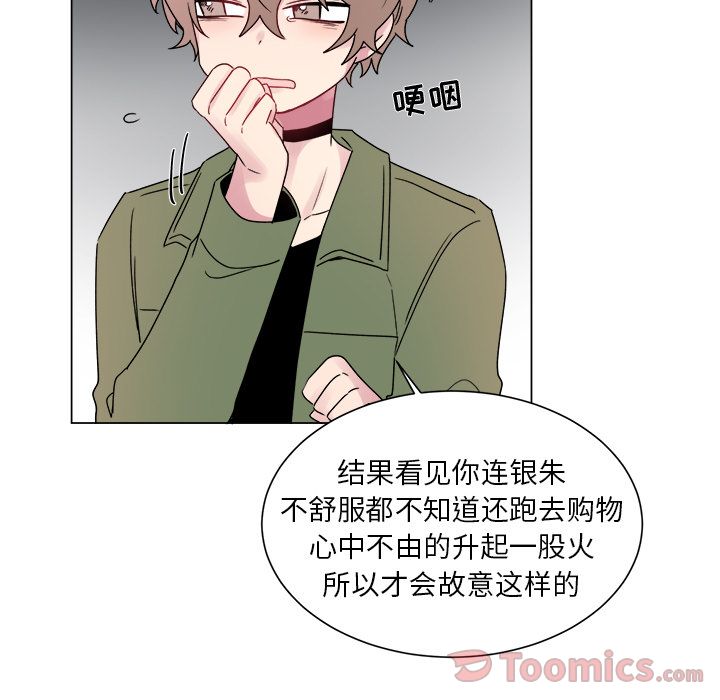 哽咽
结果看见你连银朱
不舒服都不知道还跑去购物
心中不由的升起一股火
所以才会故意这样的
Toomics.com